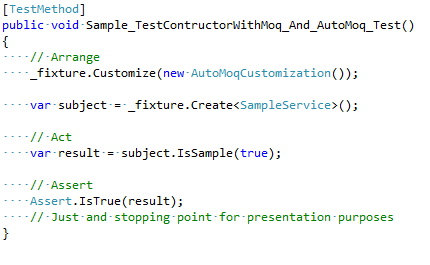 [TestMethod]
public void Sample_TestContructorWithMoq_And_AutoMoq_Test()
{
// Arrange
_fixture.Customize(new AutoMoqCustomization());
var subject = _fixture.Create<SampleService>();
// Act
var result = subject.IsSample(true);
// Assert
Assert.IsTrue(result);
// Just and stopping point for presentation purposes
}